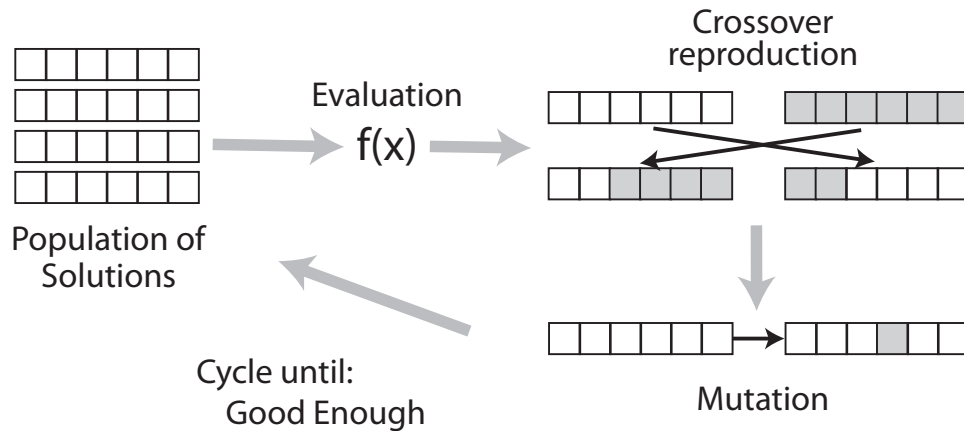 Crossover
reproduction
Evaluation
f(x)
Population of
Solutions
Cycle until:
Good Enough
Mutation